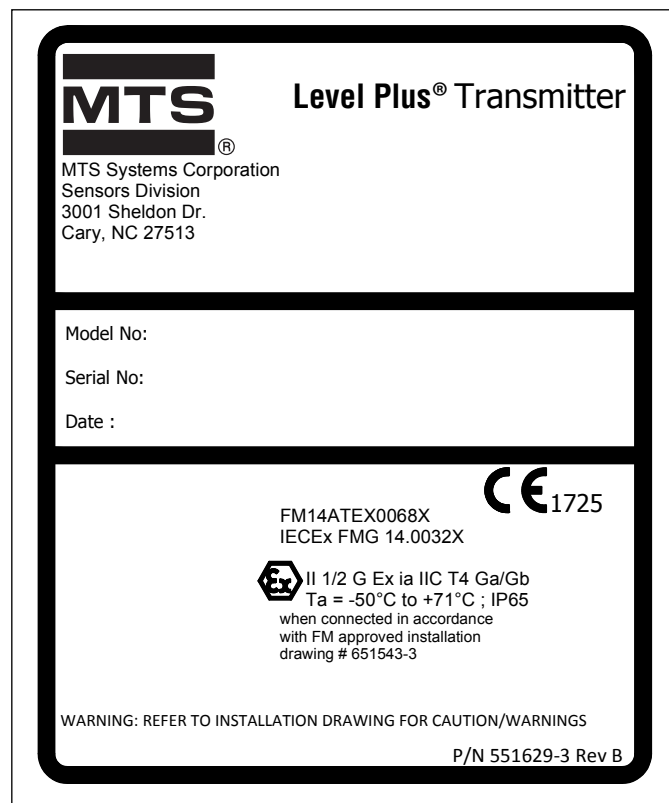 MTS
®
Level Plus® Transmitter
MTS Systems Corporation
Sensors Division
3001 Sheldon Dr.
Cary, NC 27513
Model No:
Serial No:
Date :
CE 1725
FM14ATEX0068X
IECEx FMG 14.0032X
Ex II 1/2 G Ex ia IIC T4 Ga/Gb
Ta = -50°C to +71°C ; IP65
when connected in accordance
with FM approved installation
drawing # 651543-3
WARNING: REFER TO INSTALLATION DRAWING FOR CAUTION/WARNINGS
P/N 551629-3 Rev B